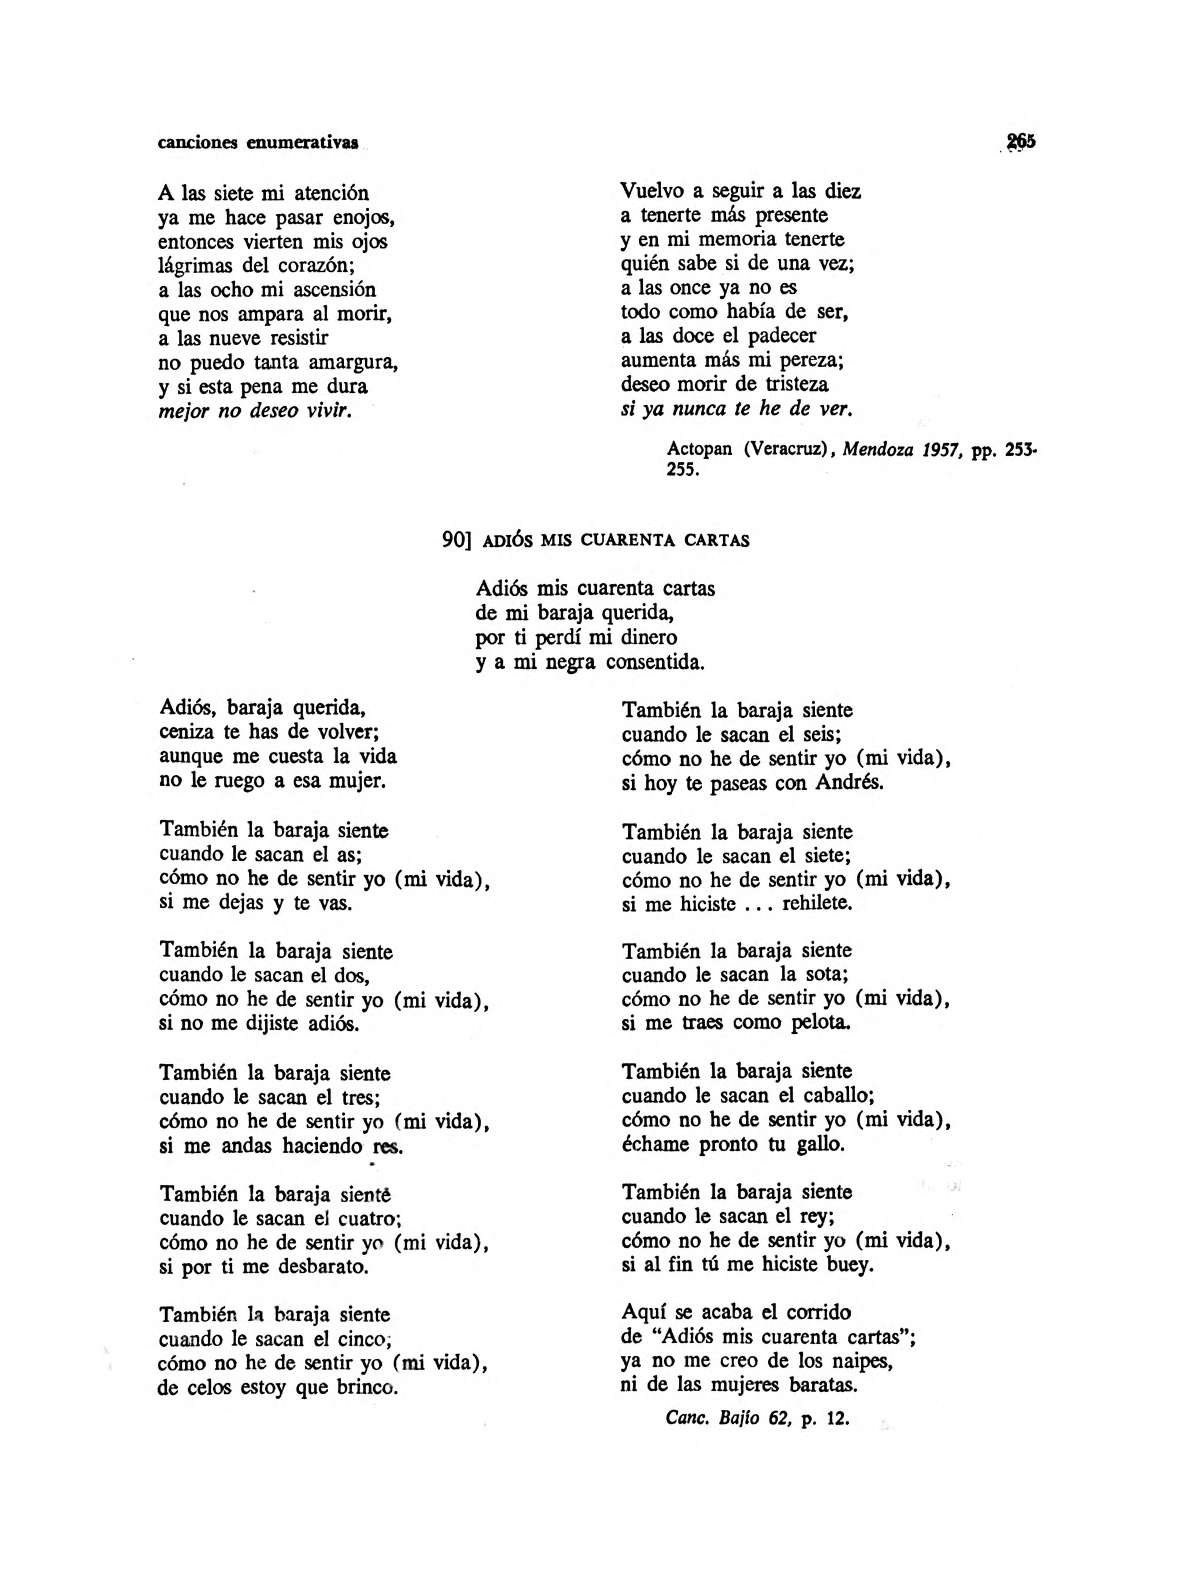 canciones enumerativas
265
A las siete mi atención
ya me hace pasar enojos,
entonces vierten mis ojos
lágrimas del corazón;
a las ocho mi ascensión
que nos ampara al morir,
a las nueve resistir
no puedo tanta amargura,
y si esta pena me dura
mejor no deseo vivir.
Vuelvo a seguir a las diez
a tenerte más presente
y en mi memoria tenerte
quién sabe si de una vez;
a las once ya no es
todo como había de ser,
a las doce el padecer
aumenta más mi pereza;
deseo morir de tristeza
si ya nunca te he de ver.
Actopan (Veracruz), Mendoza 1957, pp. 253-
255.
90] ADIÓS MIS CUARENTA CARTAS
Adiós mis cuarenta cartas
de mi baraja querida,
por ti perdí mi dinero
y a mi negra consentida.
Adiós, baraja querida,
ceniza te has de volver;
aunque me cuesta la vida
no le ruego a esa mujer.
También la baraja siente
cuando le sacan el as;
cómo no he de sentir yo (mi vida),
si me dejas y te vas.
También la baraja siente
cuando le sacan el dos,
cómo no he de sentir yo (mi vida),
si no me dijiste adiós.
También la baraja siente
cuando le sacan el tres;
cómo no he de sentir yo (mi vida),
si me andas haciendo res.
También la baraja siente
cuando le sacan el cuatro;
cómo no he de sentir yo (mi vida),
si por ti me desbarato.
También la baraja siente
cuando le sacan el cinco;
cómo no he de sentir yo (mi vida),
de celos estoy que brinco.
También la baraja siente
cuando le sacan el seis;
cómo no he de sentir yo (mi vida),
si hoy te paseas con Andrés.
También la baraja siente
cuando le sacan el siete;
cómo no he de sentir yo (mi vida),
si me hiciste ... rehilete.
También la baraja siente
cuando le sacan la sota;
cómo no he de sentir yo (mi vida),
si me traes como pelota.
También la baraja siente
cuando le sacan el caballo;
cómo no he de sentir yo (mi vida),
échame pronto tu gallo.
También la baraja siente
cuando le sacan el rey;
cómo no he de sentir yo (mi vida),
si al fin tú me hiciste buey.
Aquí se acaba el corrido
de “Adiós mis cuarenta cartas”;
ya no me creo de los naipes,
ni de las mujeres baratas.
Canc. Bajío 62, p. 12.